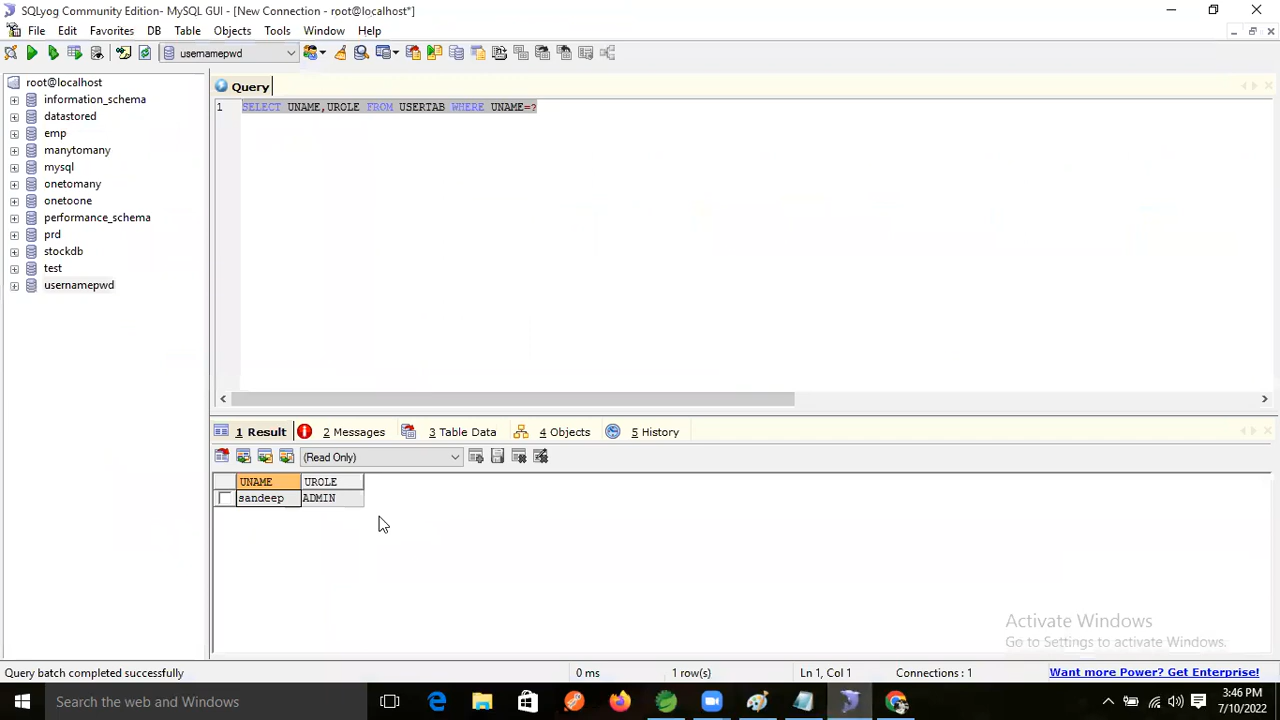 SQLyog Community Edition- MySQL GUI - [New Connection - root@localhost*]
File Edit Favorites DB Table Objects Tools Window Help
usernamepwd
root@localhost
information_schema
datastored
emp
manytomany
mysql
onetomany
onetoone
performance_schema
prd
stockdb
test
usernamepwd
Query
1 SELECT UNAME,UROLE FROM USERTAB WHERE UNAME=?
1 Result 2 Messages 3 Table Data 4 Objects 5 History
(Read Only)
UNAME UROLE
sandeep ADMIN
Activate Windows
Go to Settings to activate Windows.
Query batch completed successfully 0 ms 1 row(s) Ln 1, Col 1 Connections : 1 Want more Power? Get Enterprise!
Search the web and Windows
3:46 PM
7/10/2022